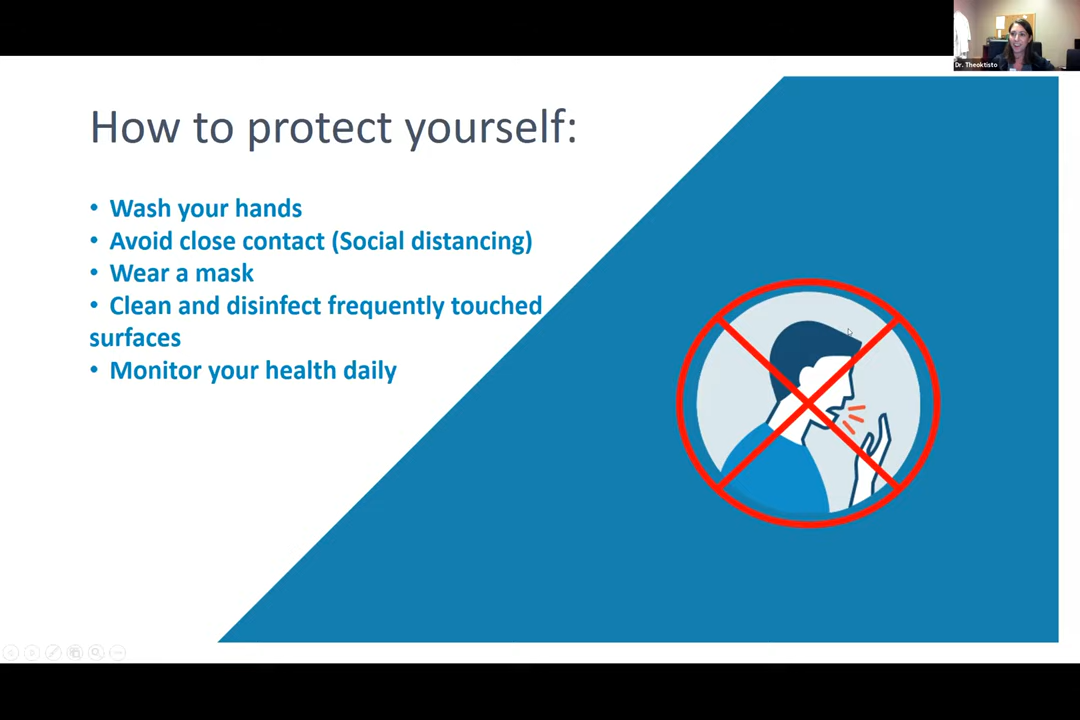 Dr. Theoktisto
How to protect yourself:
• Wash your hands
• Avoid close contact (Social distancing)
• Wear a mask
• Clean and disinfect frequently touched
surfaces
• Monitor your health daily